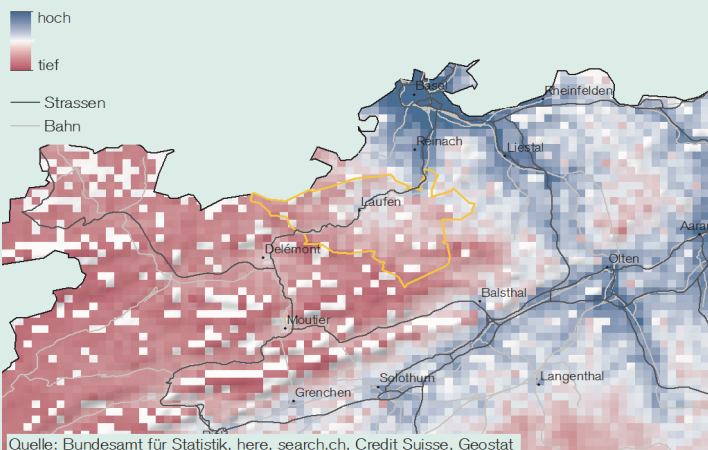 hoch
tief
Strassen
Bahn
Basel
Rheinfelden
Reinach
Liestal
Laufen
Aarau
Delémont
Olten
Balsthal
Moutier
Solothurn
Langenthal
Grenchen
Quelle: Bundesamt für Statistik, here, search.ch, Credit Suisse, Geostat